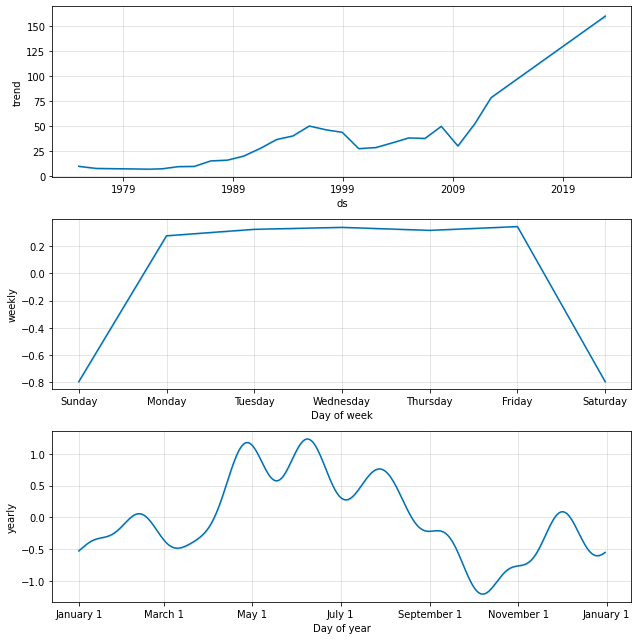 150
125
100
75
50
25
0
trend
1979 1989 1999 2009 2019
ds
0.2
0.0
−0.2
−0.4
−0.6
−0.8
weekly
Sunday Monday Tuesday Wednesday Thursday Friday Saturday
Day of week
1.0
0.5
0.0
−0.5
−1.0
yearly
January 1 March 1 May 1 July 1 September 1 November 1 January 1
Day of year